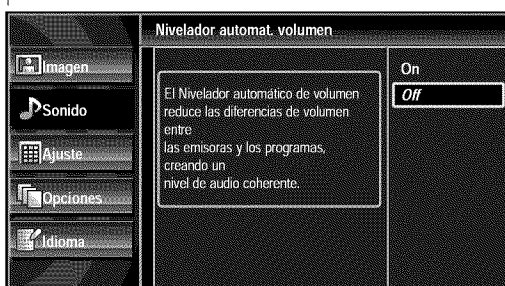 Nivelador automat. volumen
Imagen
Sonido
Ajuste
Opciones
Idioma
El Nivelador automático de volumen
reduce las diferencias de volumen
entre
las emisoras y los programas,
creando un
nivel de audio coherente.
On
Off